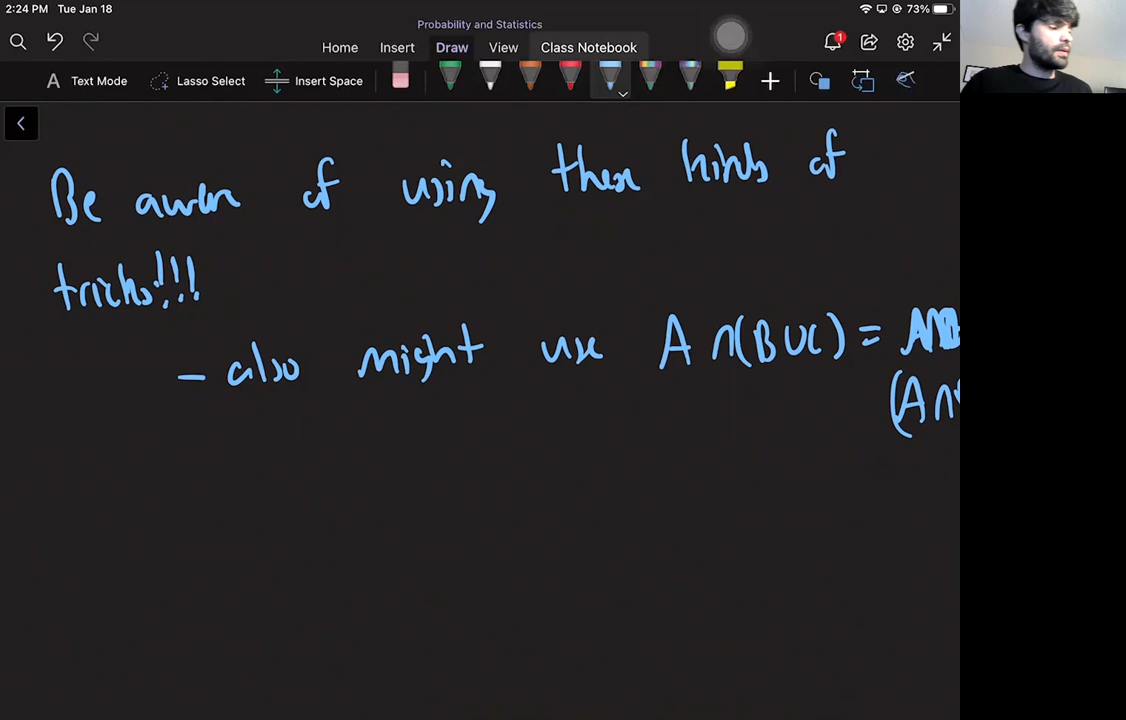 2:24 PM Tue Jan 18
73%
Probability and Statistics
Home Insert Draw View Class Notebook
1
Text Mode Lasso Select Insert Space
Be aware of using these kinds of
tricks!!!
- also might use A ∩(B ∪C) =
(A ∩